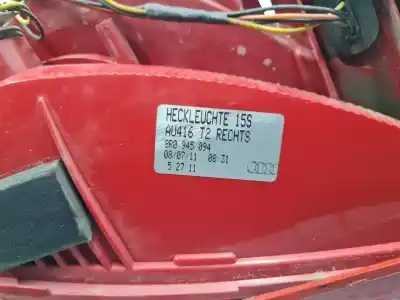 HECKLEUCHTE 15S
AU416 T2 RECHTS
8R0 945 094
08/07/11 08 31
5 27 11